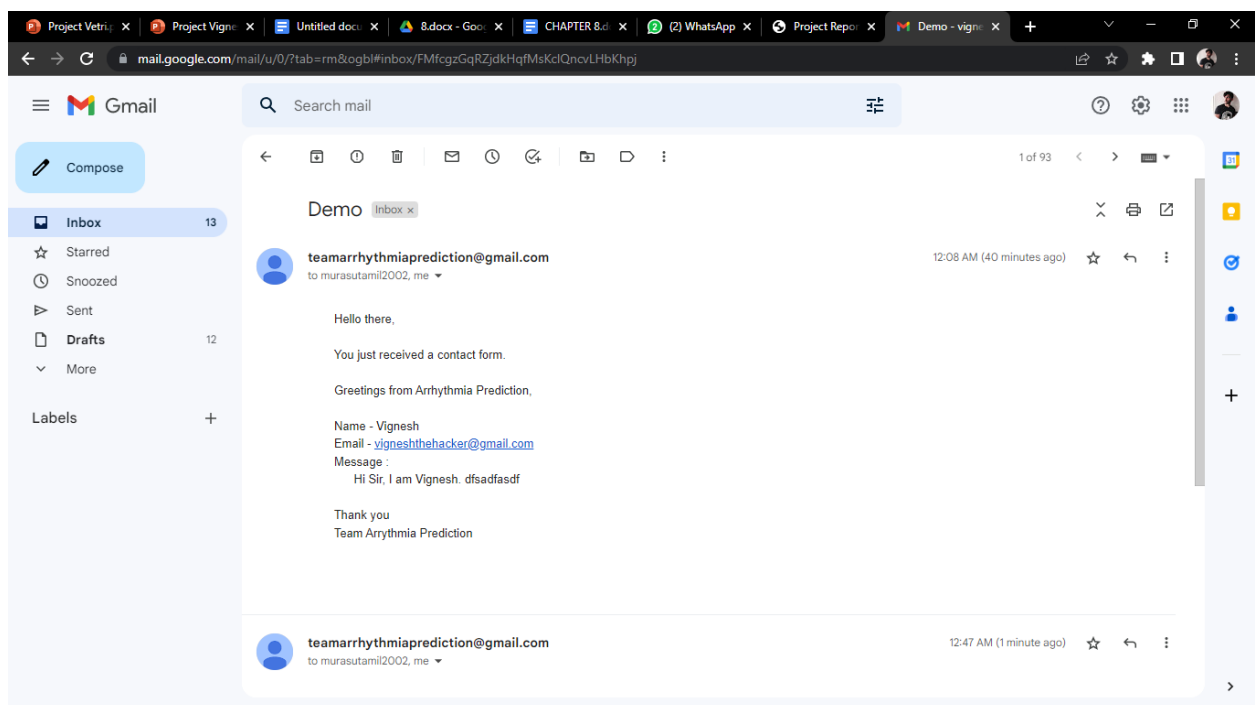 Project Vetri.p
Project Vigne
Untitled docu
8.docx - Goog
CHAPTER 8.d
(2) WhatsApp
Project Repor
Demo - vigne
mail.google.com/mail/u/0/?tab=rm&ogbl#inbox/FMfcgzGqRZjdkHqfMsKclQncvLHbKhpj
Gmail
Search mail
Compose
1 of 93
31
Inbox 13
Starred
Snoozed
Sent
Drafts 12
More
Labels
Demo Inbox ×
teamarrhythmiaprediction@gmail.com 12:08 AM (40 minutes ago)
to murasutamil2002, me
Hello there,
You just received a contact form.
Greetings from Arrhythmia Prediction,
Name - Vignesh
Email - vigneshthehacker@gmail.com
Message :
Hi Sir, I am Vignesh. dfsadfasdf
Thank you
Team Arrythmia Prediction
teamarrhythmiaprediction@gmail.com 12:47 AM (1 minute ago)
to murasutamil2002, me